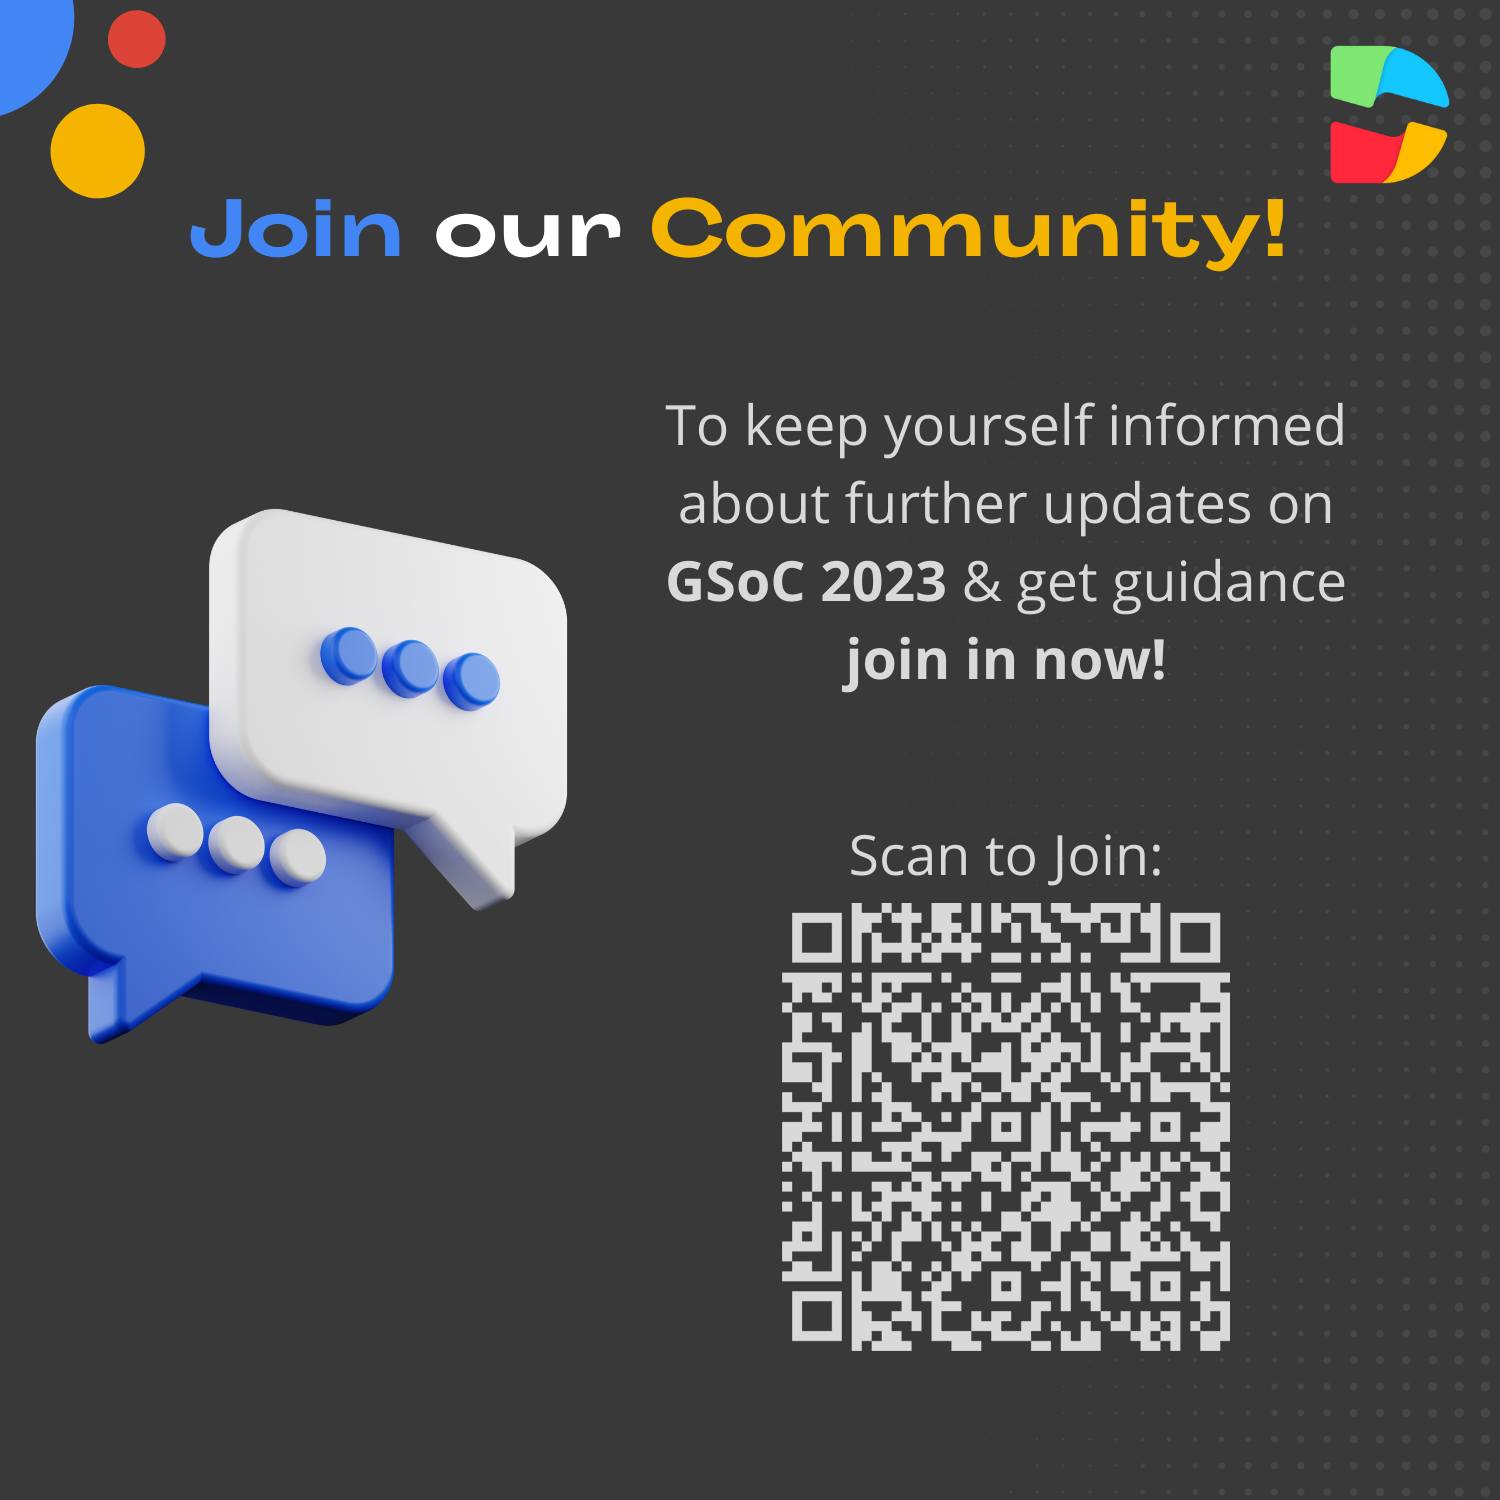 Join our Community!
To keep yourself informed
about further updates on
GSoC 2023 & get guidance
join in now!
Scan to Join: